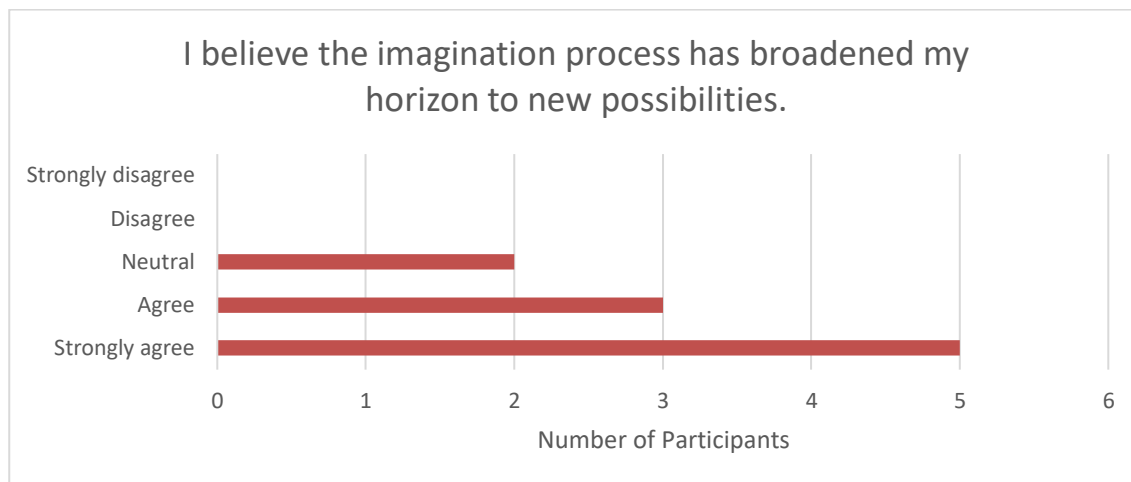 I believe the imagination process has broadened my
horizon to new possibilities.
Strongly disagree
Disagree
Neutral
Agree
Strongly agree
0 1 2 3 4 5 6
Number of Participants